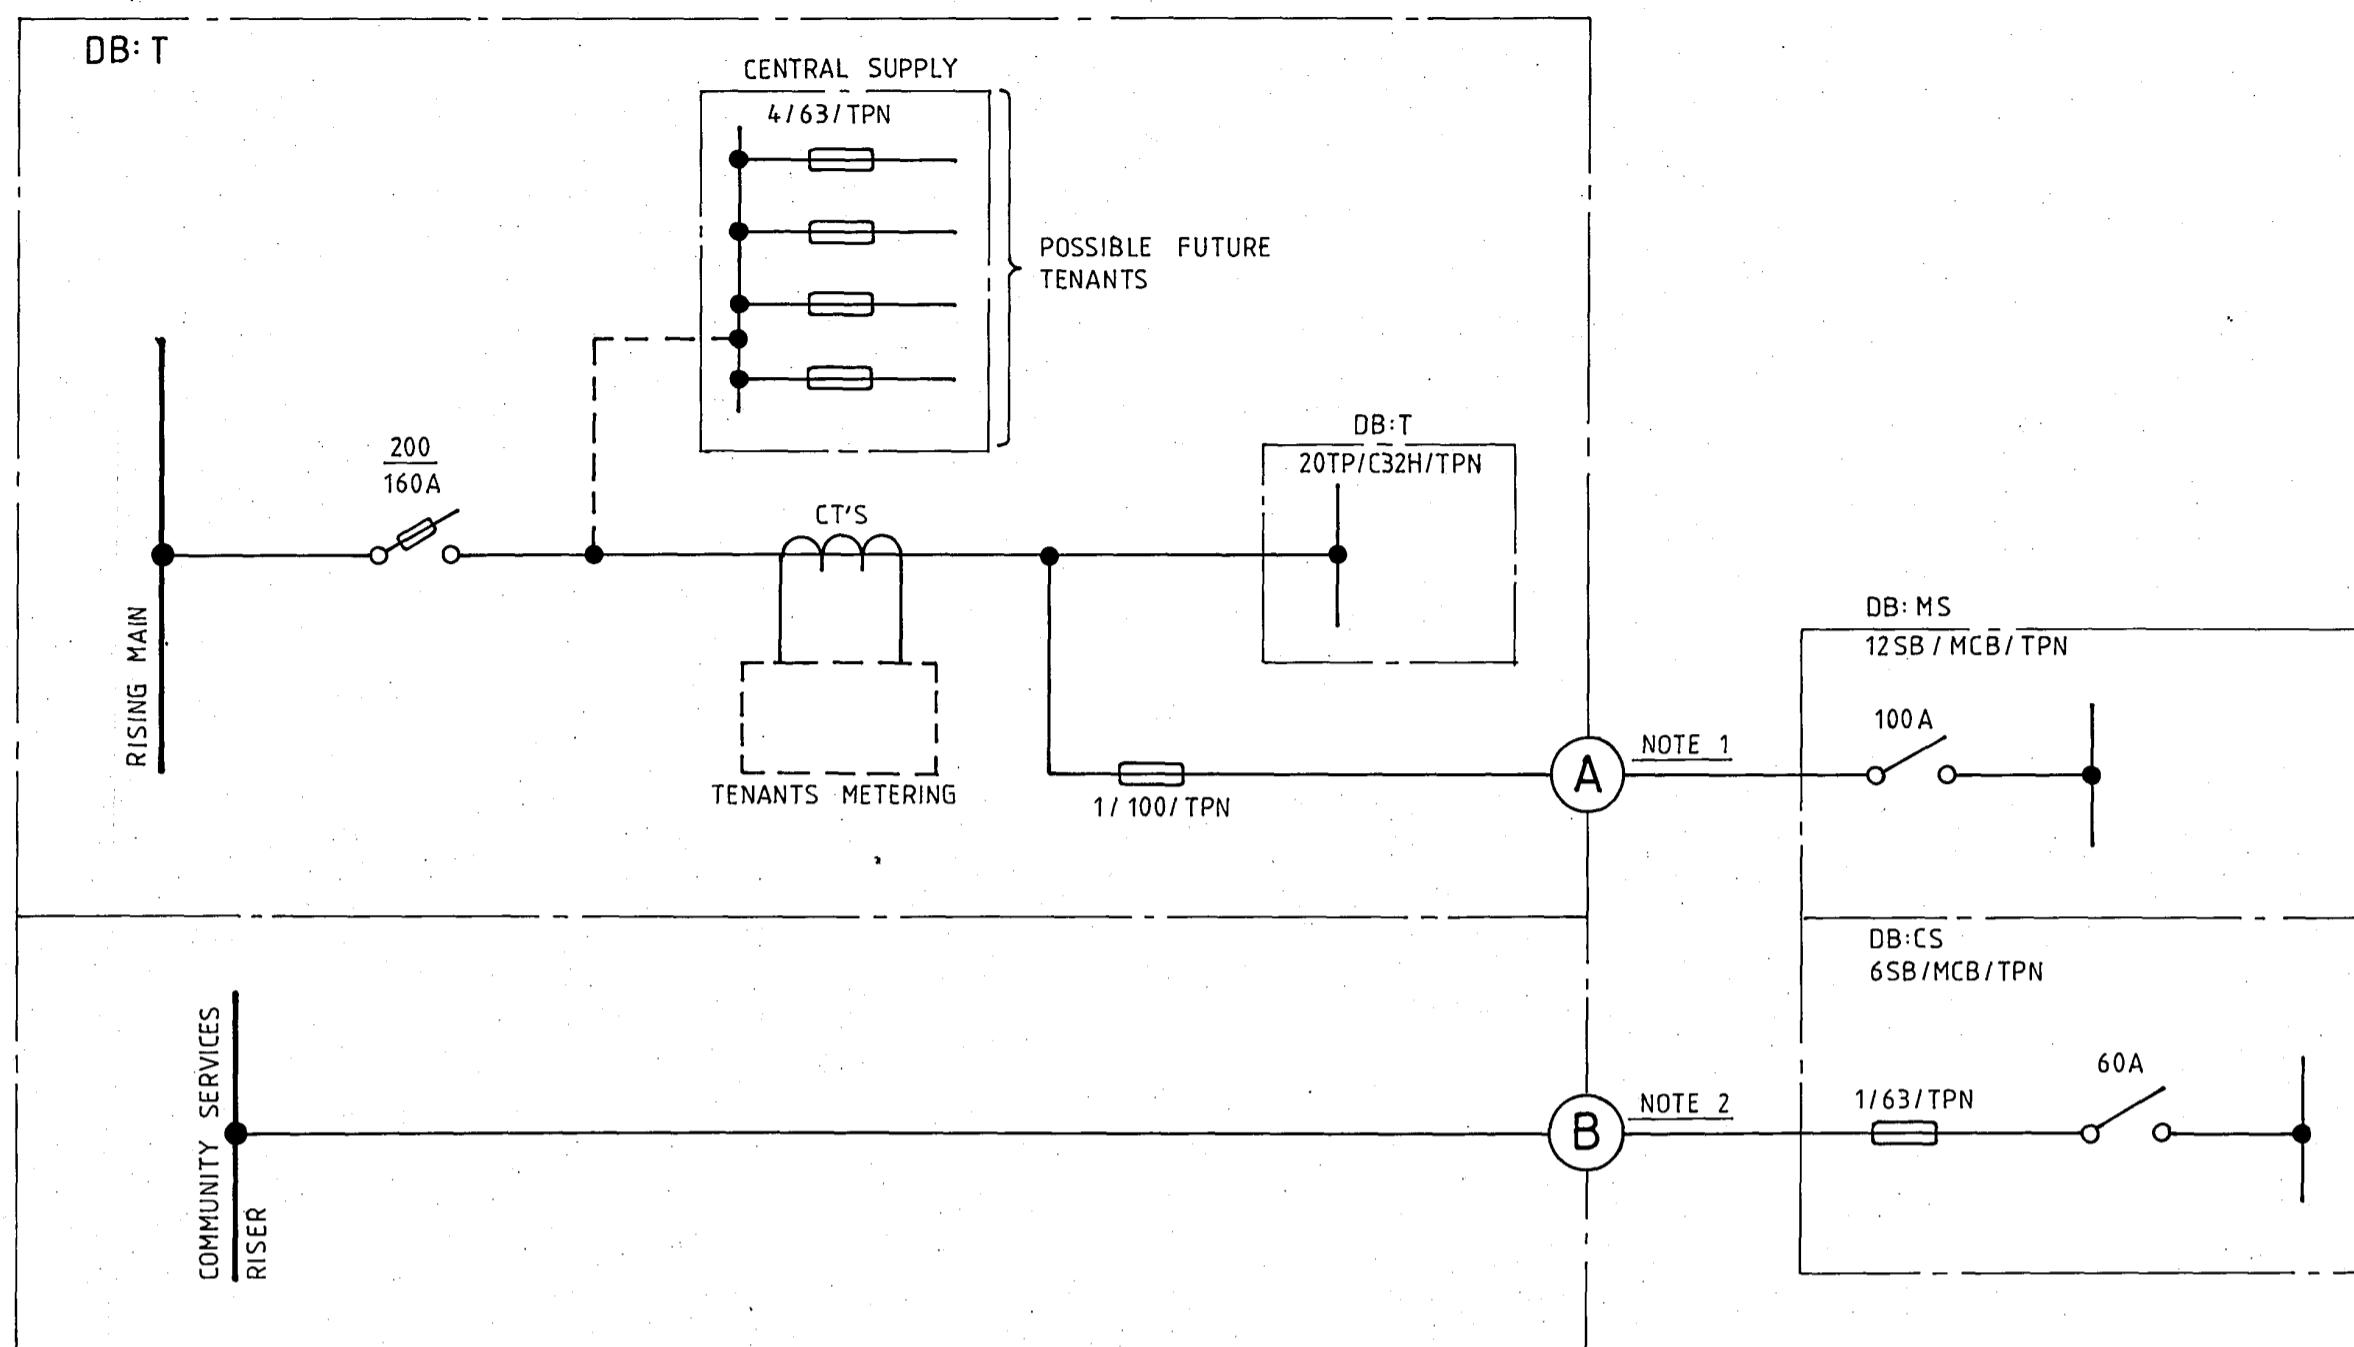 DB:T
CENTRAL SUPPLY
4/63/TPN
POSSIBLE FUTURE
TENANTS
200
160A
CT'S
DB:T
20TP/C32H/TPN
RISING MAIN
TENANTS METERING
1/100/TPN
A
NOTE 1
DB:MS
12SB/MCB/TPN
100A
DB:CS
6SB/MCB/TPN
COMMUNITY SERVICES
RISER
B
NOTE 2
1/63/TPN
60A